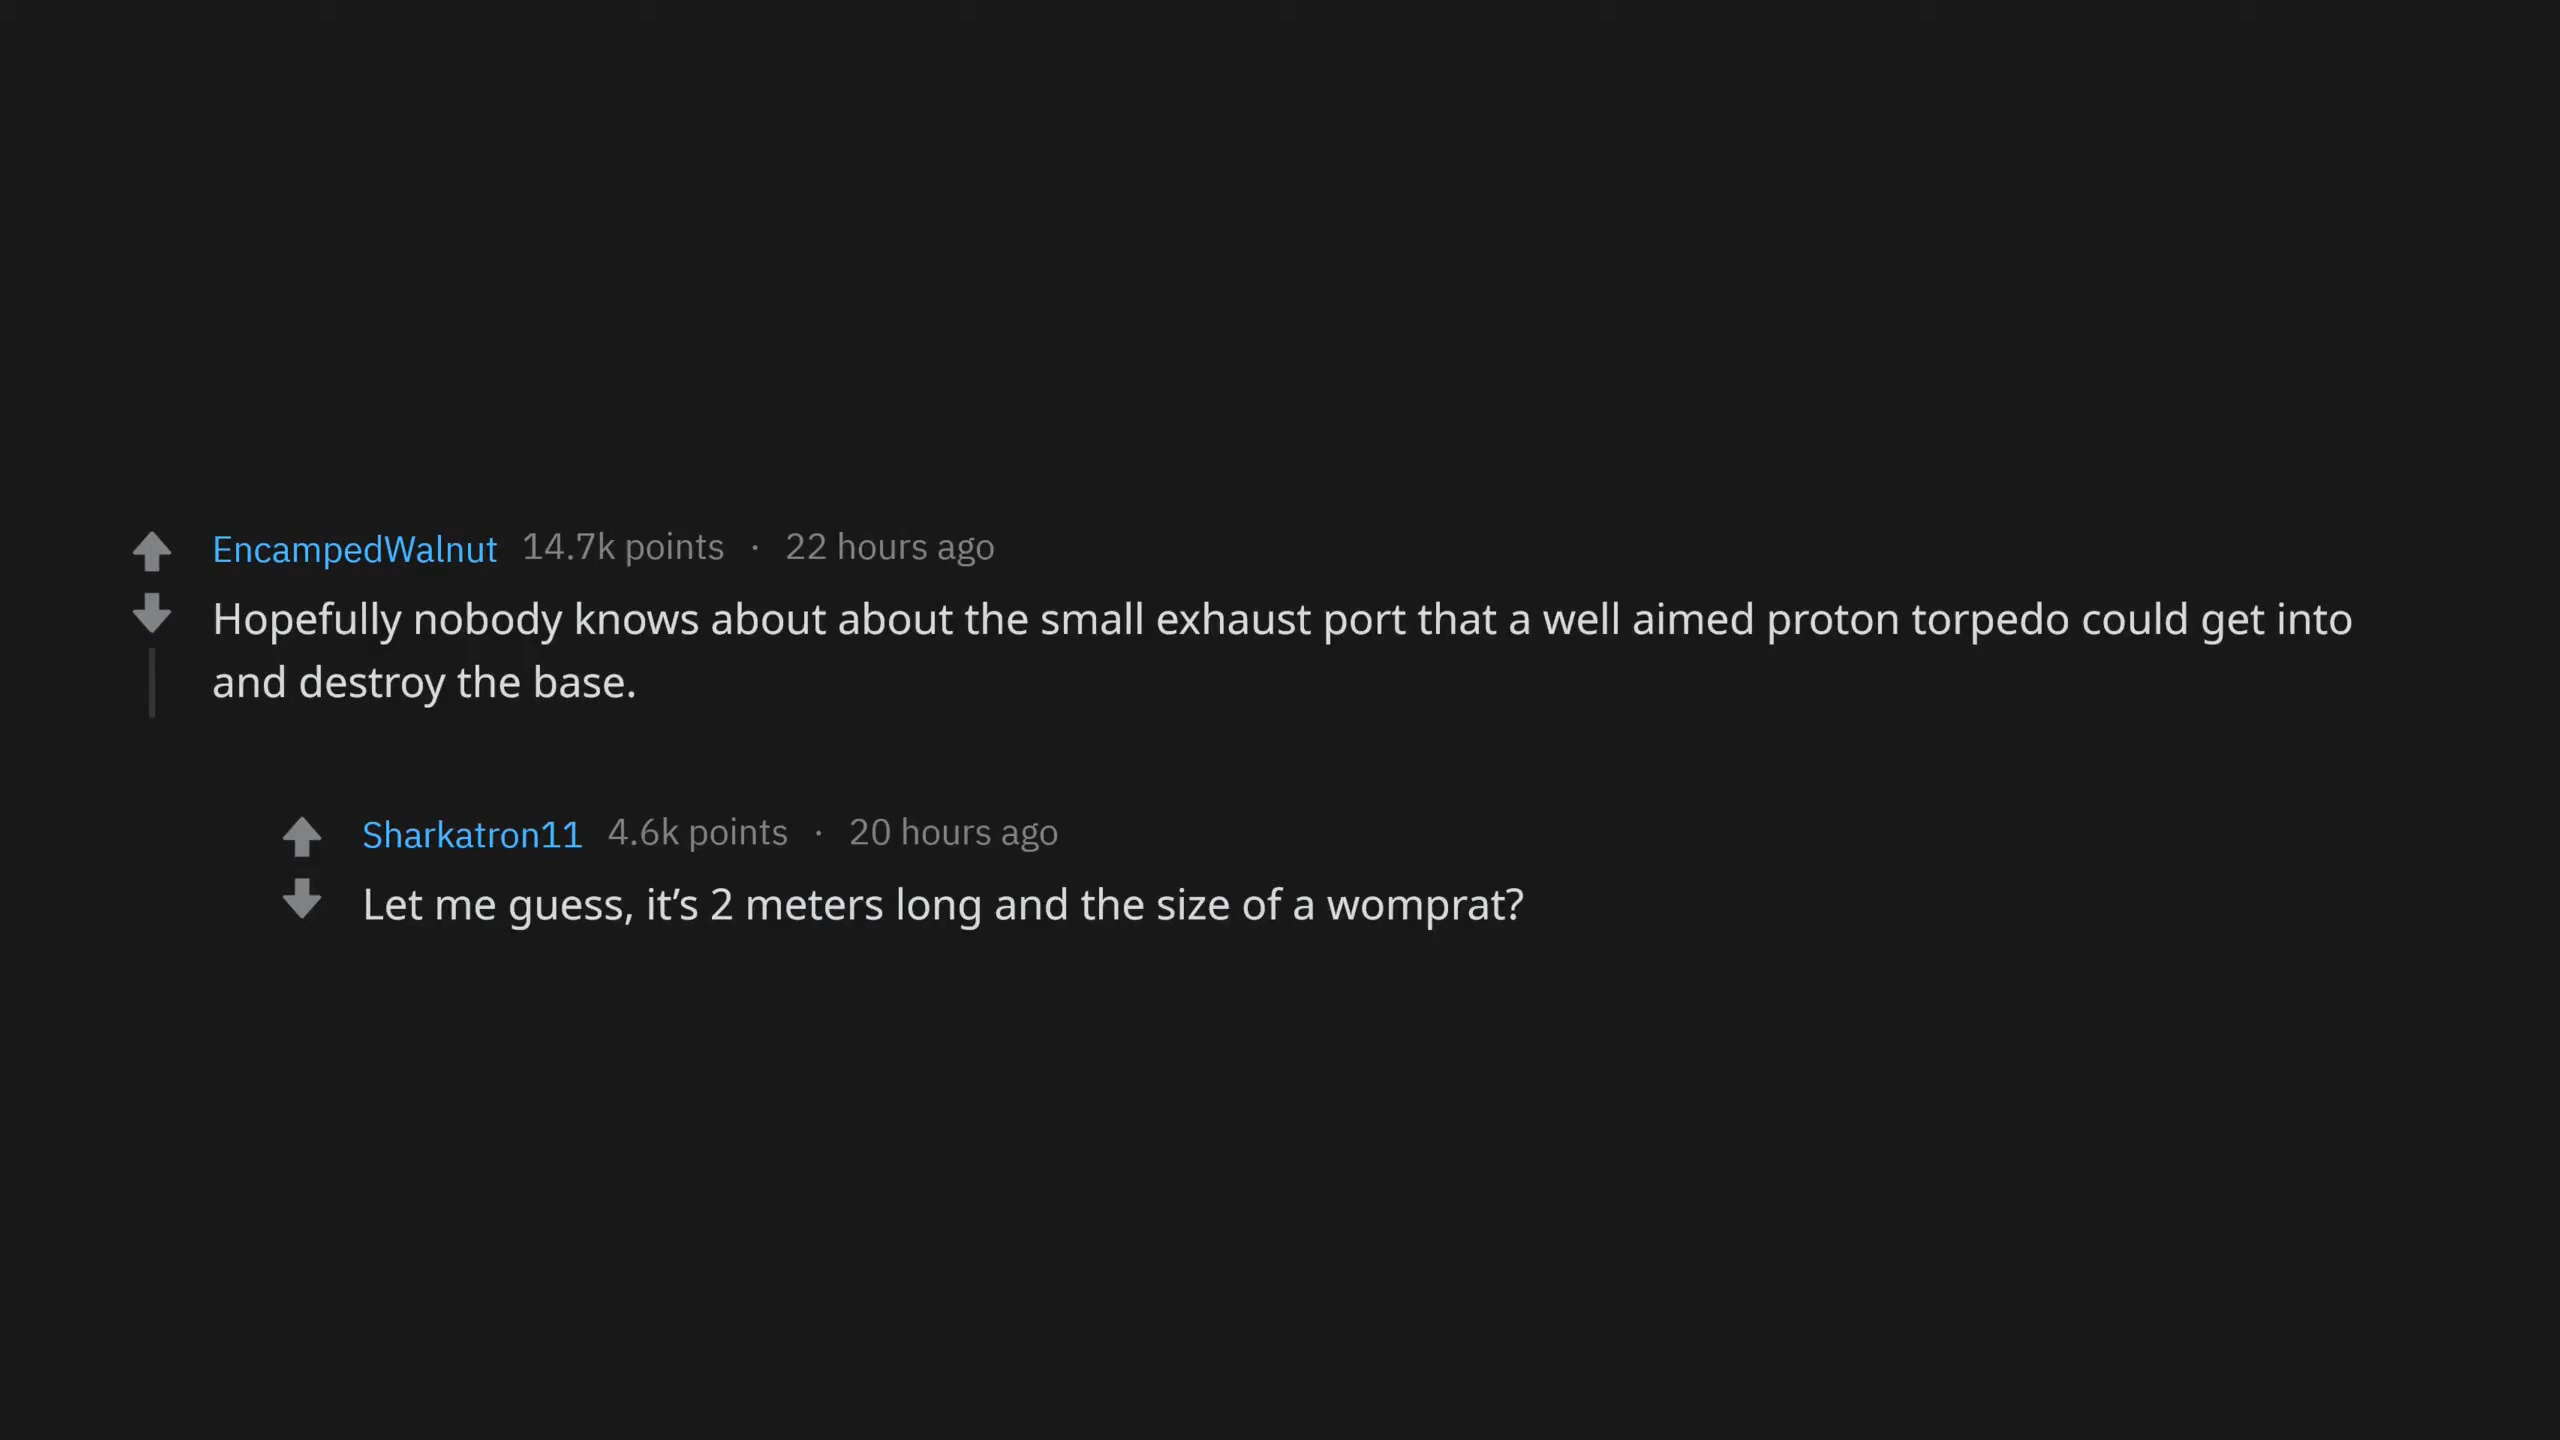 EncampedWalnut 14.7k points · 22 hours ago
Hopefully nobody knows about about the small exhaust port that a well aimed proton torpedo could get into
and destroy the base.
Sharkatron11 4.6k points · 20 hours ago
Let me guess, it’s 2 meters long and the size of a womprat?